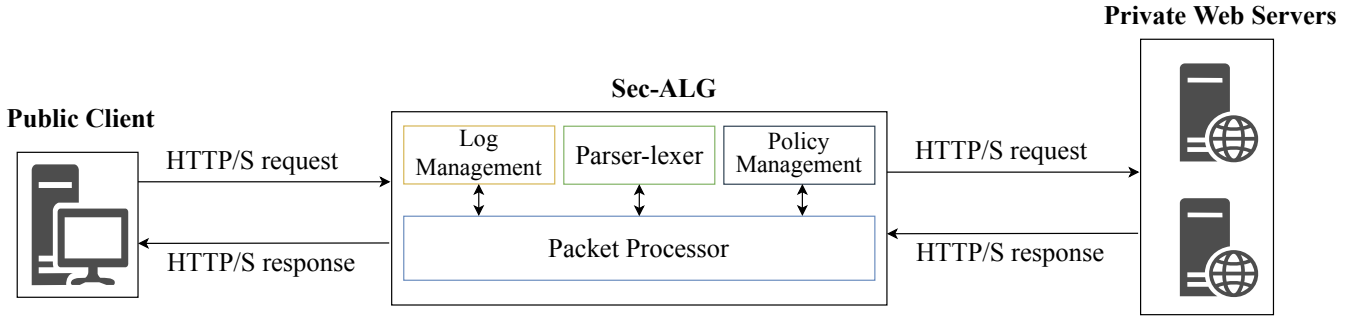 Private Web Servers
Sec-ALG
Public Client
HTTP/S request
Log
Management
Parser-lexer
Policy
Management
HTTP/S request
Packet Processor
HTTP/S response
HTTP/S response